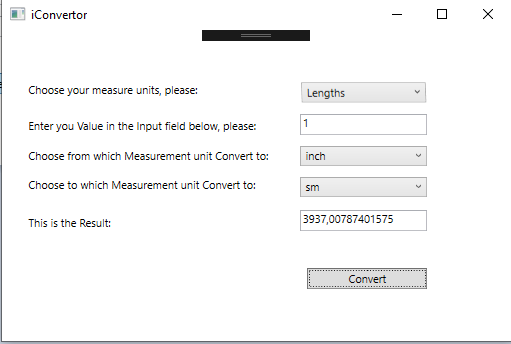 iConvertor
Choose your measure units, please:
Lengths
Enter you Value in the Input field below, please:
1
Choose from which Measurement unit Convert to:
inch
Choose to which Measurement unit Convert to:
sm
This is the Result:
3937,00787401575
Convert